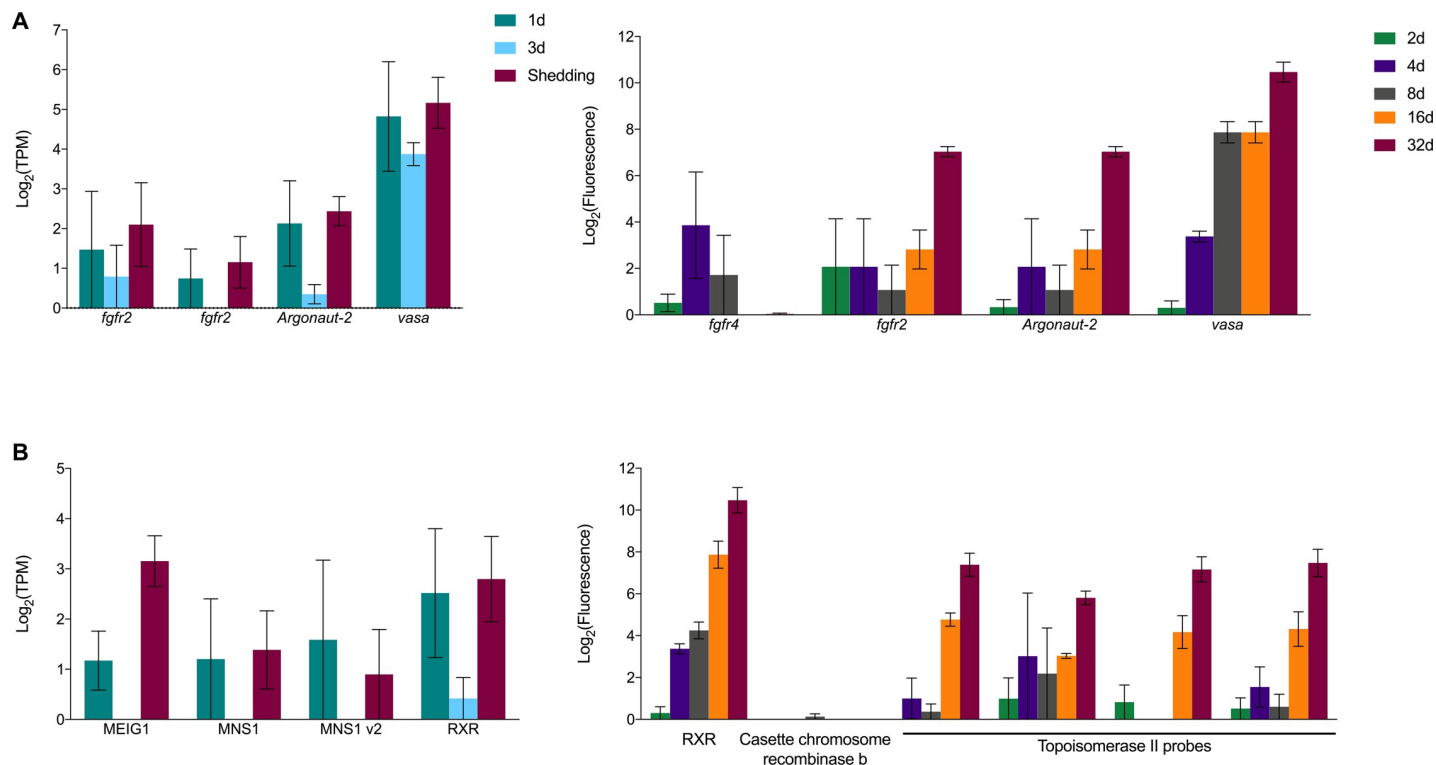 A
Log2(TPM)
7
6
5
4
3
2
1
0
fgfr2 fgfr2 Argonaut-2 vasa
1d
3d
Shedding
Log2(Fluorescence)
12
10
8
6
4
2
0
fgfr4 fgfr2 Argonaut-2 vasa
2d
4d
8d
16d
32d
B
Log2(TPM)
5
4
3
2
1
0
MEIG1 MNS1 MNS1 v2 RXR
Log2(Fluorescence)
12
10
8
6
4
2
0
RXR Casette chromosome Topoisomerase II probes
recombinase b